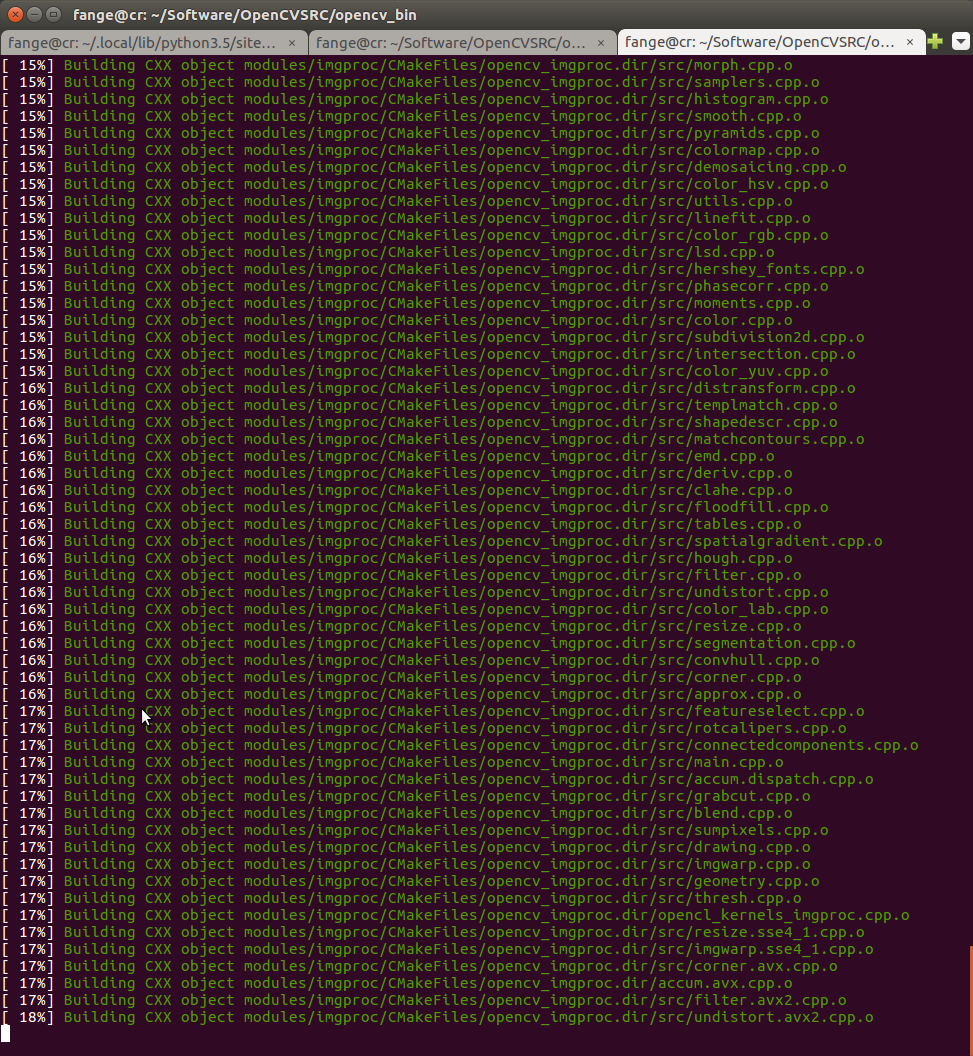 fange@cr: ~/Software/OpenCVSRC/opencv_bin
fange@cr: ~/.local/lib/python3.5/site... × fange@cr: ~/Software/OpenCVSRC/o... × fange@cr: ~/Software/OpenCVSRC/o... ×
[ 15%] Building CXX object modules/imgproc/CMakeFiles/opencv_imgproc.dir/src/morph.cpp.o
[ 15%] Building CXX object modules/imgproc/CMakeFiles/opencv_imgproc.dir/src/samplers.cpp.o
[ 15%] Building CXX object modules/imgproc/CMakeFiles/opencv_imgproc.dir/src/histogram.cpp.o
[ 15%] Building CXX object modules/imgproc/CMakeFiles/opencv_imgproc.dir/src/smooth.cpp.o
[ 15%] Building CXX object modules/imgproc/CMakeFiles/opencv_imgproc.dir/src/pyramids.cpp.o
[ 15%] Building CXX object modules/imgproc/CMakeFiles/opencv_imgproc.dir/src/colormap.cpp.o
[ 15%] Building CXX object modules/imgproc/CMakeFiles/opencv_imgproc.dir/src/demosaicing.cpp.o
[ 15%] Building CXX object modules/imgproc/CMakeFiles/opencv_imgproc.dir/src/color_hsv.cpp.o
[ 15%] Building CXX object modules/imgproc/CMakeFiles/opencv_imgproc.dir/src/utils.cpp.o
[ 15%] Building CXX object modules/imgproc/CMakeFiles/opencv_imgproc.dir/src/linefit.cpp.o
[ 15%] Building CXX object modules/imgproc/CMakeFiles/opencv_imgproc.dir/src/color_rgb.cpp.o
[ 15%] Building CXX object modules/imgproc/CMakeFiles/opencv_imgproc.dir/src/lsd.cpp.o
[ 15%] Building CXX object modules/imgproc/CMakeFiles/opencv_imgproc.dir/src/hershey_fonts.cpp.o
[ 15%] Building CXX object modules/imgproc/CMakeFiles/opencv_imgproc.dir/src/phasecorr.cpp.o
[ 15%] Building CXX object modules/imgproc/CMakeFiles/opencv_imgproc.dir/src/moments.cpp.o
[ 15%] Building CXX object modules/imgproc/CMakeFiles/opencv_imgproc.dir/src/color.cpp.o
[ 15%] Building CXX object modules/imgproc/CMakeFiles/opencv_imgproc.dir/src/subdivision2d.cpp.o
[ 15%] Building CXX object modules/imgproc/CMakeFiles/opencv_imgproc.dir/src/intersection.cpp.o
[ 15%] Building CXX object modules/imgproc/CMakeFiles/opencv_imgproc.dir/src/color_yuv.cpp.o
[ 16%] Building CXX object modules/imgproc/CMakeFiles/opencv_imgproc.dir/src/distransform.cpp.o
[ 16%] Building CXX object modules/imgproc/CMakeFiles/opencv_imgproc.dir/src/templmatch.cpp.o
[ 16%] Building CXX object modules/imgproc/CMakeFiles/opencv_imgproc.dir/src/shapedescr.cpp.o
[ 16%] Building CXX object modules/imgproc/CMakeFiles/opencv_imgproc.dir/src/matchcontours.cpp.o
[ 16%] Building CXX object modules/imgproc/CMakeFiles/opencv_imgproc.dir/src/emd.cpp.o
[ 16%] Building CXX object modules/imgproc/CMakeFiles/opencv_imgproc.dir/src/deriv.cpp.o
[ 16%] Building CXX object modules/imgproc/CMakeFiles/opencv_imgproc.dir/src/clahe.cpp.o
[ 16%] Building CXX object modules/imgproc/CMakeFiles/opencv_imgproc.dir/src/floodfill.cpp.o
[ 16%] Building CXX object modules/imgproc/CMakeFiles/opencv_imgproc.dir/src/tables.cpp.o
[ 16%] Building CXX object modules/imgproc/CMakeFiles/opencv_imgproc.dir/src/spatialgradient.cpp.o
[ 16%] Building CXX object modules/imgproc/CMakeFiles/opencv_imgproc.dir/src/hough.cpp.o
[ 16%] Building CXX object modules/imgproc/CMakeFiles/opencv_imgproc.dir/src/filter.cpp.o
[ 16%] Building CXX object modules/imgproc/CMakeFiles/opencv_imgproc.dir/src/undistort.cpp.o
[ 16%] Building CXX object modules/imgproc/CMakeFiles/opencv_imgproc.dir/src/color_lab.cpp.o
[ 16%] Building CXX object modules/imgproc/CMakeFiles/opencv_imgproc.dir/src/resize.cpp.o
[ 16%] Building CXX object modules/imgproc/CMakeFiles/opencv_imgproc.dir/src/segmentation.cpp.o
[ 16%] Building CXX object modules/imgproc/CMakeFiles/opencv_imgproc.dir/src/convhull.cpp.o
[ 16%] Building CXX object modules/imgproc/CMakeFiles/opencv_imgproc.dir/src/corner.cpp.o
[ 16%] Building CXX object modules/imgproc/CMakeFiles/opencv_imgproc.dir/src/approx.cpp.o
[ 17%] Building CXX object modules/imgproc/CMakeFiles/opencv_imgproc.dir/src/featureselect.cpp.o
[ 17%] Building CXX object modules/imgproc/CMakeFiles/opencv_imgproc.dir/src/rotcalipers.cpp.o
[ 17%] Building CXX object modules/imgproc/CMakeFiles/opencv_imgproc.dir/src/connectedcomponents.cpp.o
[ 17%] Building CXX object modules/imgproc/CMakeFiles/opencv_imgproc.dir/src/main.cpp.o
[ 17%] Building CXX object modules/imgproc/CMakeFiles/opencv_imgproc.dir/src/accum.dispatch.cpp.o
[ 17%] Building CXX object modules/imgproc/CMakeFiles/opencv_imgproc.dir/src/grabcut.cpp.o
[ 17%] Building CXX object modules/imgproc/CMakeFiles/opencv_imgproc.dir/src/blend.cpp.o
[ 17%] Building CXX object modules/imgproc/CMakeFiles/opencv_imgproc.dir/src/sumpixels.cpp.o
[ 17%] Building CXX object modules/imgproc/CMakeFiles/opencv_imgproc.dir/src/drawing.cpp.o
[ 17%] Building CXX object modules/imgproc/CMakeFiles/opencv_imgproc.dir/src/imgwarp.cpp.o
[ 17%] Building CXX object modules/imgproc/CMakeFiles/opencv_imgproc.dir/src/geometry.cpp.o
[ 17%] Building CXX object modules/imgproc/CMakeFiles/opencv_imgproc.dir/src/thresh.cpp.o
[ 17%] Building CXX object modules/imgproc/CMakeFiles/opencv_imgproc.dir/opencl_kernels_imgproc.cpp.o
[ 17%] Building CXX object modules/imgproc/CMakeFiles/opencv_imgproc.dir/src/resize.sse4_1.cpp.o
[ 17%] Building CXX object modules/imgproc/CMakeFiles/opencv_imgproc.dir/src/imgwarp.sse4_1.cpp.o
[ 17%] Building CXX object modules/imgproc/CMakeFiles/opencv_imgproc.dir/src/corner.avx.cpp.o
[ 17%] Building CXX object modules/imgproc/CMakeFiles/opencv_imgproc.dir/src/accum.avx.cpp.o
[ 17%] Building CXX object modules/imgproc/CMakeFiles/opencv_imgproc.dir/src/filter.avx2.cpp.o
[ 18%] Building CXX object modules/imgproc/CMakeFiles/opencv_imgproc.dir/src/undistort.avx2.cpp.o